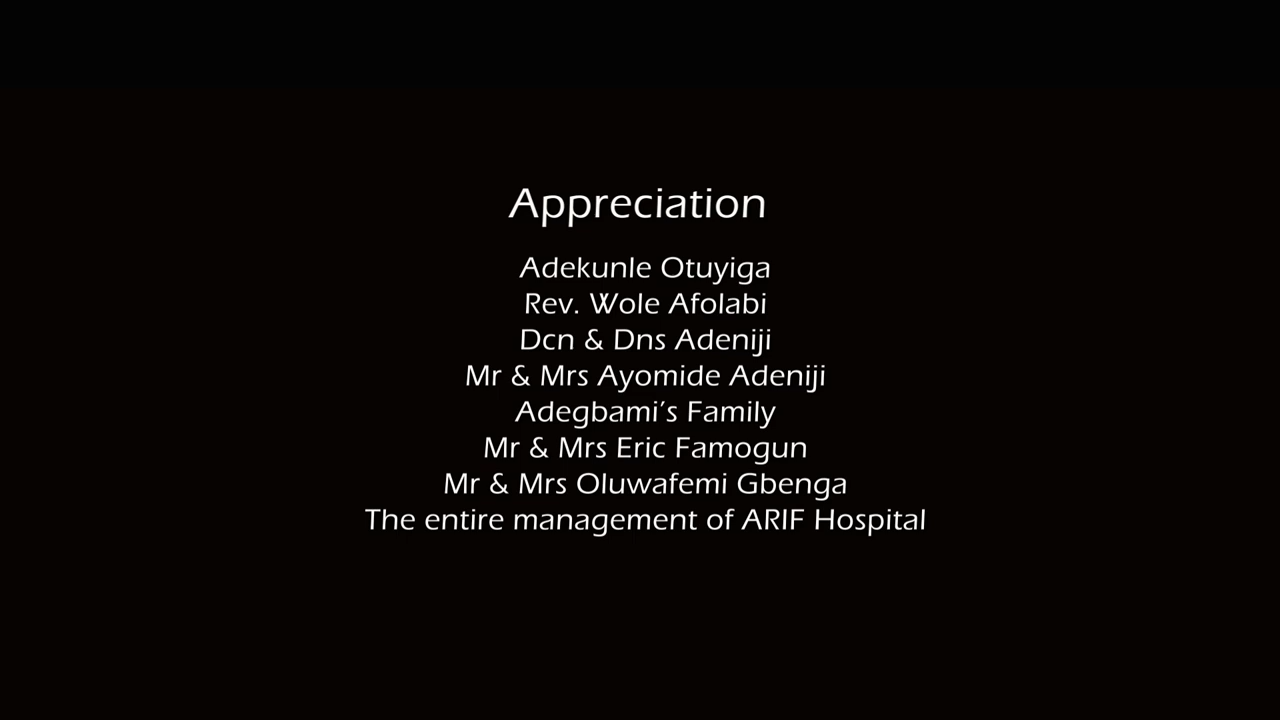 Appreciation
Adekunle Otuyiga
Rev. Wole Afolabi
Dcn & Dns Adeniji
Mr & Mrs Ayomide Adeniji
Adegbami's Family
Mr & Mrs Eric Famogun
Mr & Mrs Oluwafemi Gbenga
The entire management of ARIF Hospital